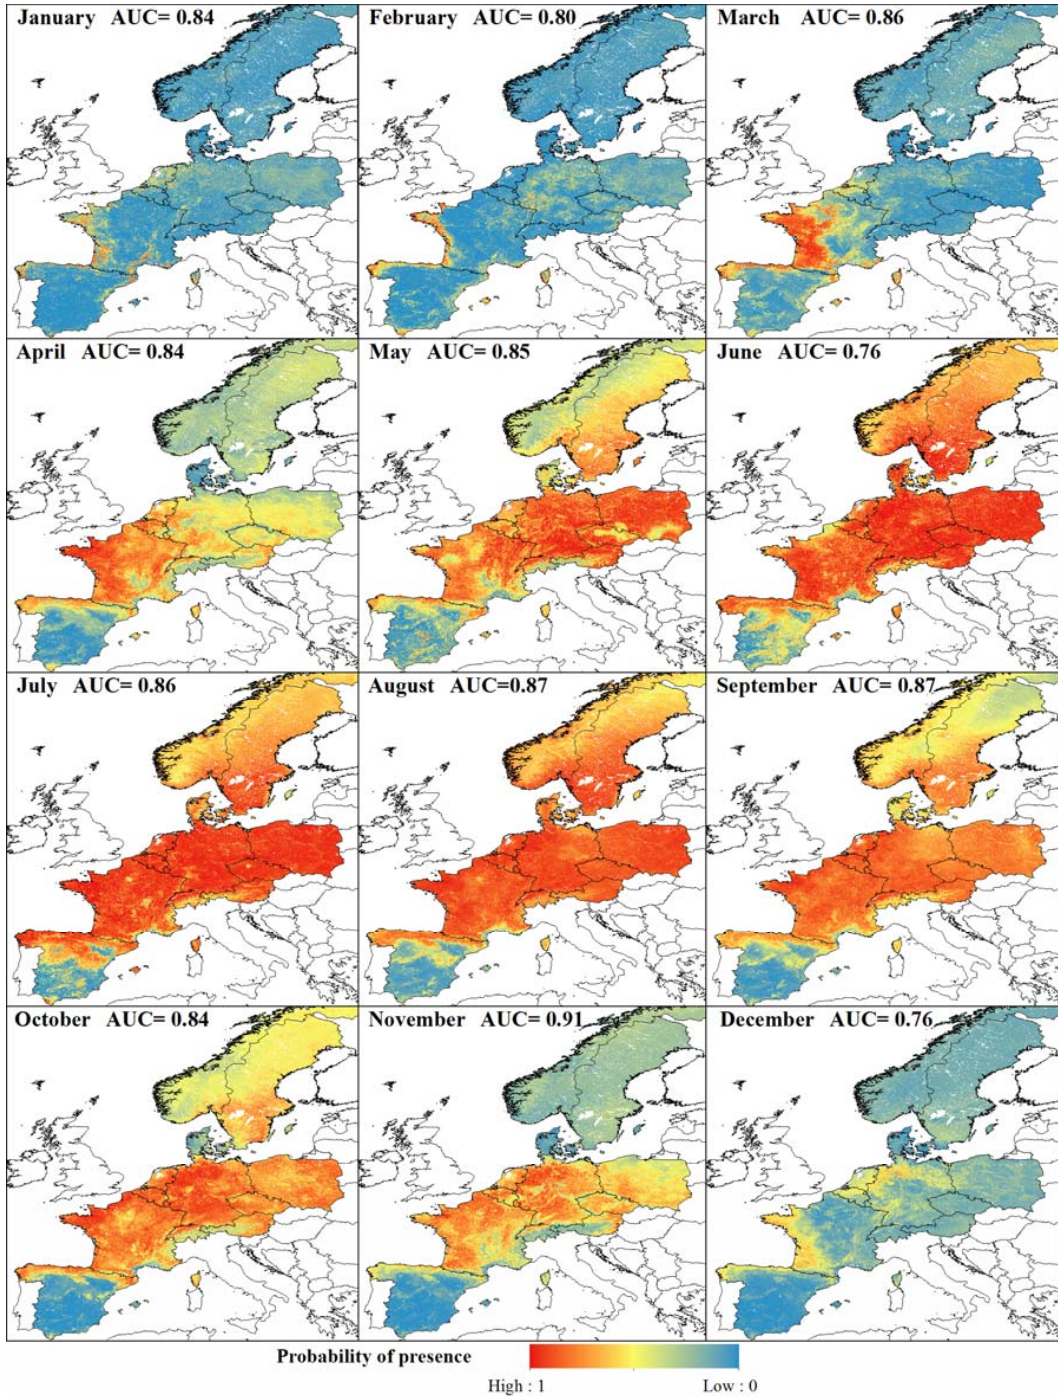 January AUC= 0.84
February AUC= 0.80
March AUC= 0.86
April AUC= 0.84
May AUC= 0.85
June AUC= 0.76
July AUC= 0.86
August AUC=0.87
September AUC= 0.87
October AUC= 0.84
November AUC= 0.91
December AUC= 0.76
Probability of presence
High : 1 Low : 0